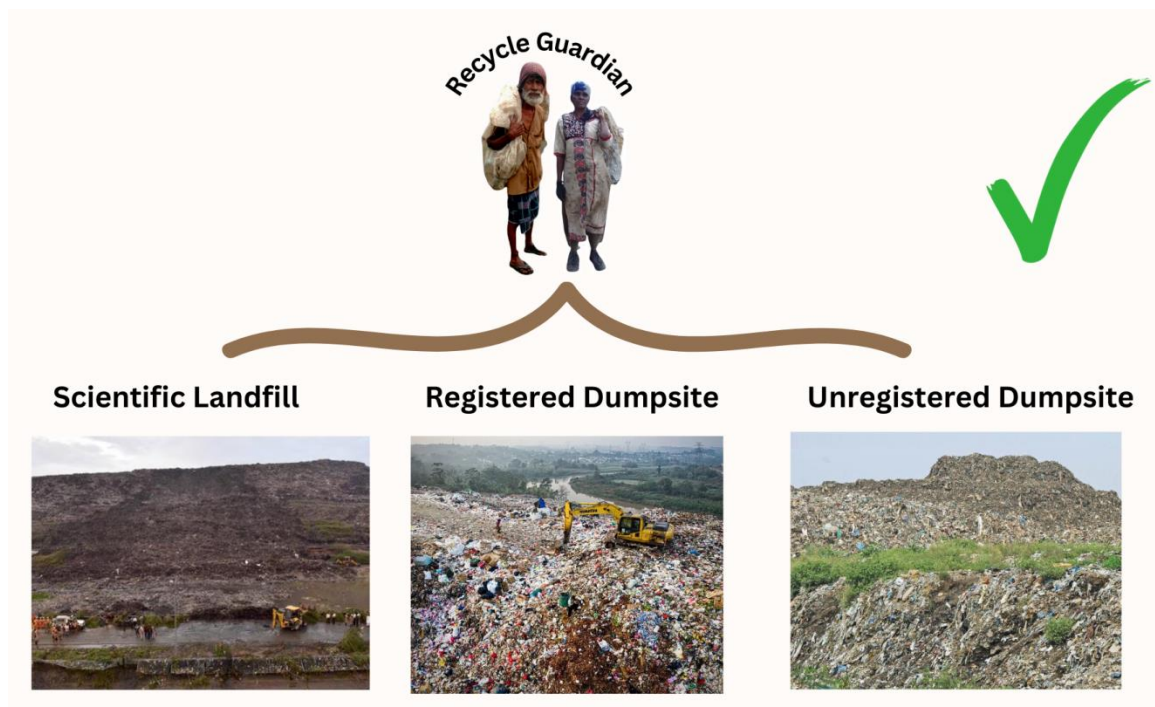 Recycle Guardian
Scientific Landfill
Registered Dumpsite
Unregistered Dumpsite